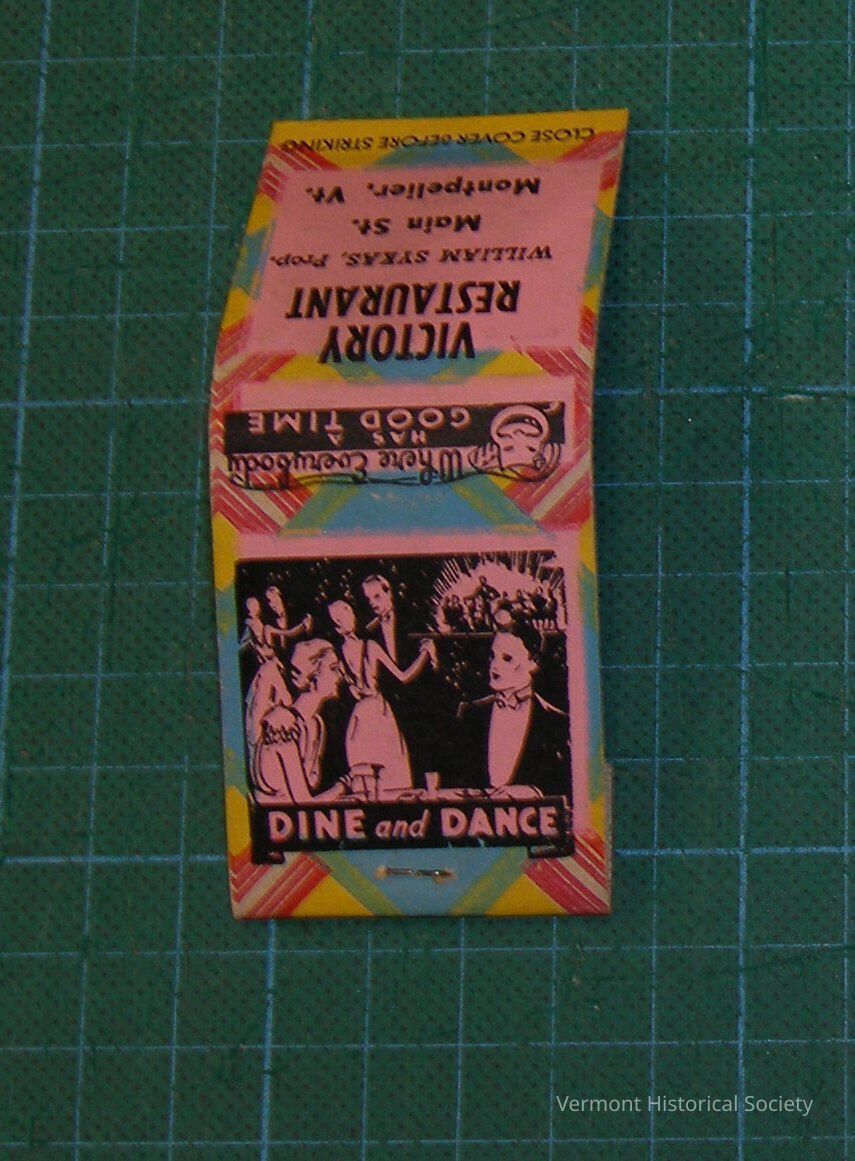 CLOSE COVER BEFORE STRIKING
VICTORY
RESTAURANT
WILLIAM SYKAS, Prop.
Main St.
Montpelier, Vt.
Where Everybody
HAS
A
GOOD TIME
DINE and DANCE
Vermont Historical Society